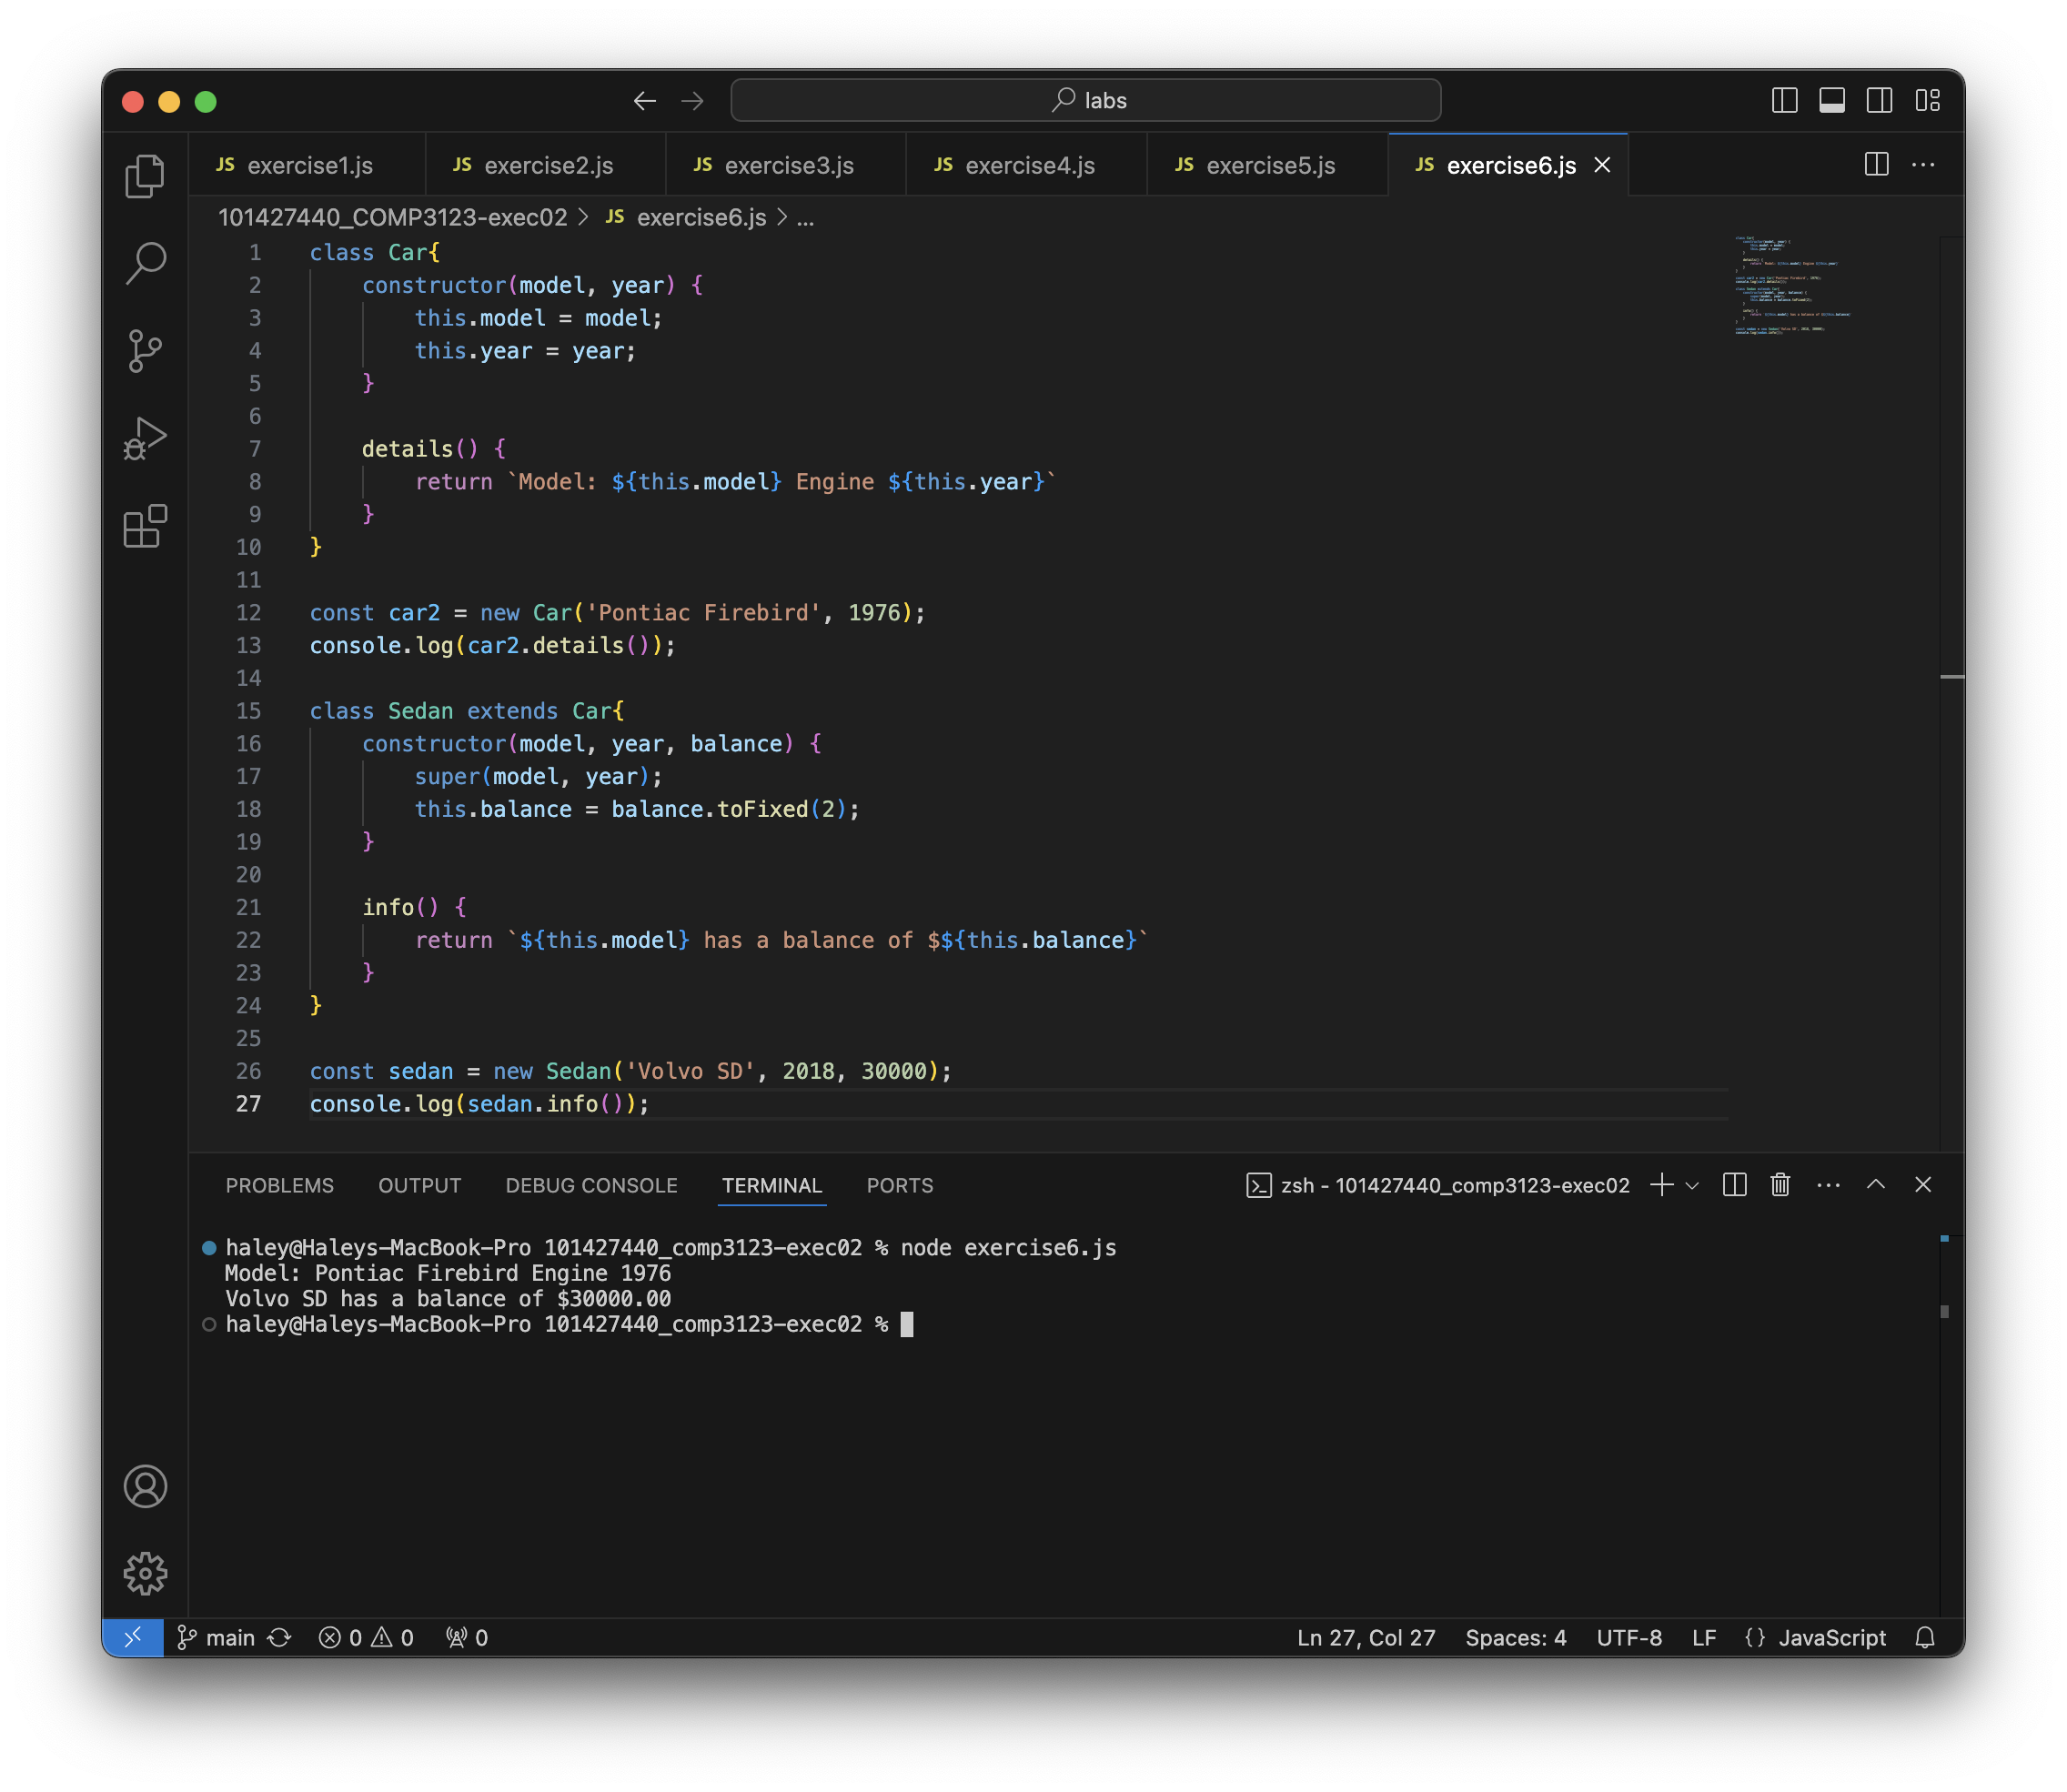 labs
JS exercise1.js JS exercise2.js JS exercise3.js JS exercise4.js JS exercise5.js JS exercise6.js
101427440_COMP3123-exec02 > JS exercise6.js > ...
1 class Car{
2     constructor(model, year) {
3         this.model = model;
4         this.year = year;
5     }
6
7     details() {
8         return `Model: ${this.model} Engine ${this.year}`
9     }
10 }
11
12 const car2 = new Car('Pontiac Firebird', 1976);
13 console.log(car2.details());
14
15 class Sedan extends Car{
16     constructor(model, year, balance) {
17         super(model, year);
18         this.balance = balance.toFixed(2);
19     }
20
21     info() {
22         return `${this.model} has a balance of $${this.balance}`
23     }
24 }
25
26 const sedan = new Sedan('Volvo SD', 2018, 30000);
27 console.log(sedan.info());
PROBLEMS OUTPUT DEBUG CONSOLE TERMINAL PORTS zsh - 101427440_comp3123-exec02
haley@Haleys-MacBook-Pro 101427440_comp3123-exec02 % node exercise6.js
Model: Pontiac Firebird Engine 1976
Volvo SD has a balance of $30000.00
haley@Haleys-MacBook-Pro 101427440_comp3123-exec02 %
main 0 0 0 Ln 27, Col 27 Spaces: 4 UTF-8 LF {} JavaScript